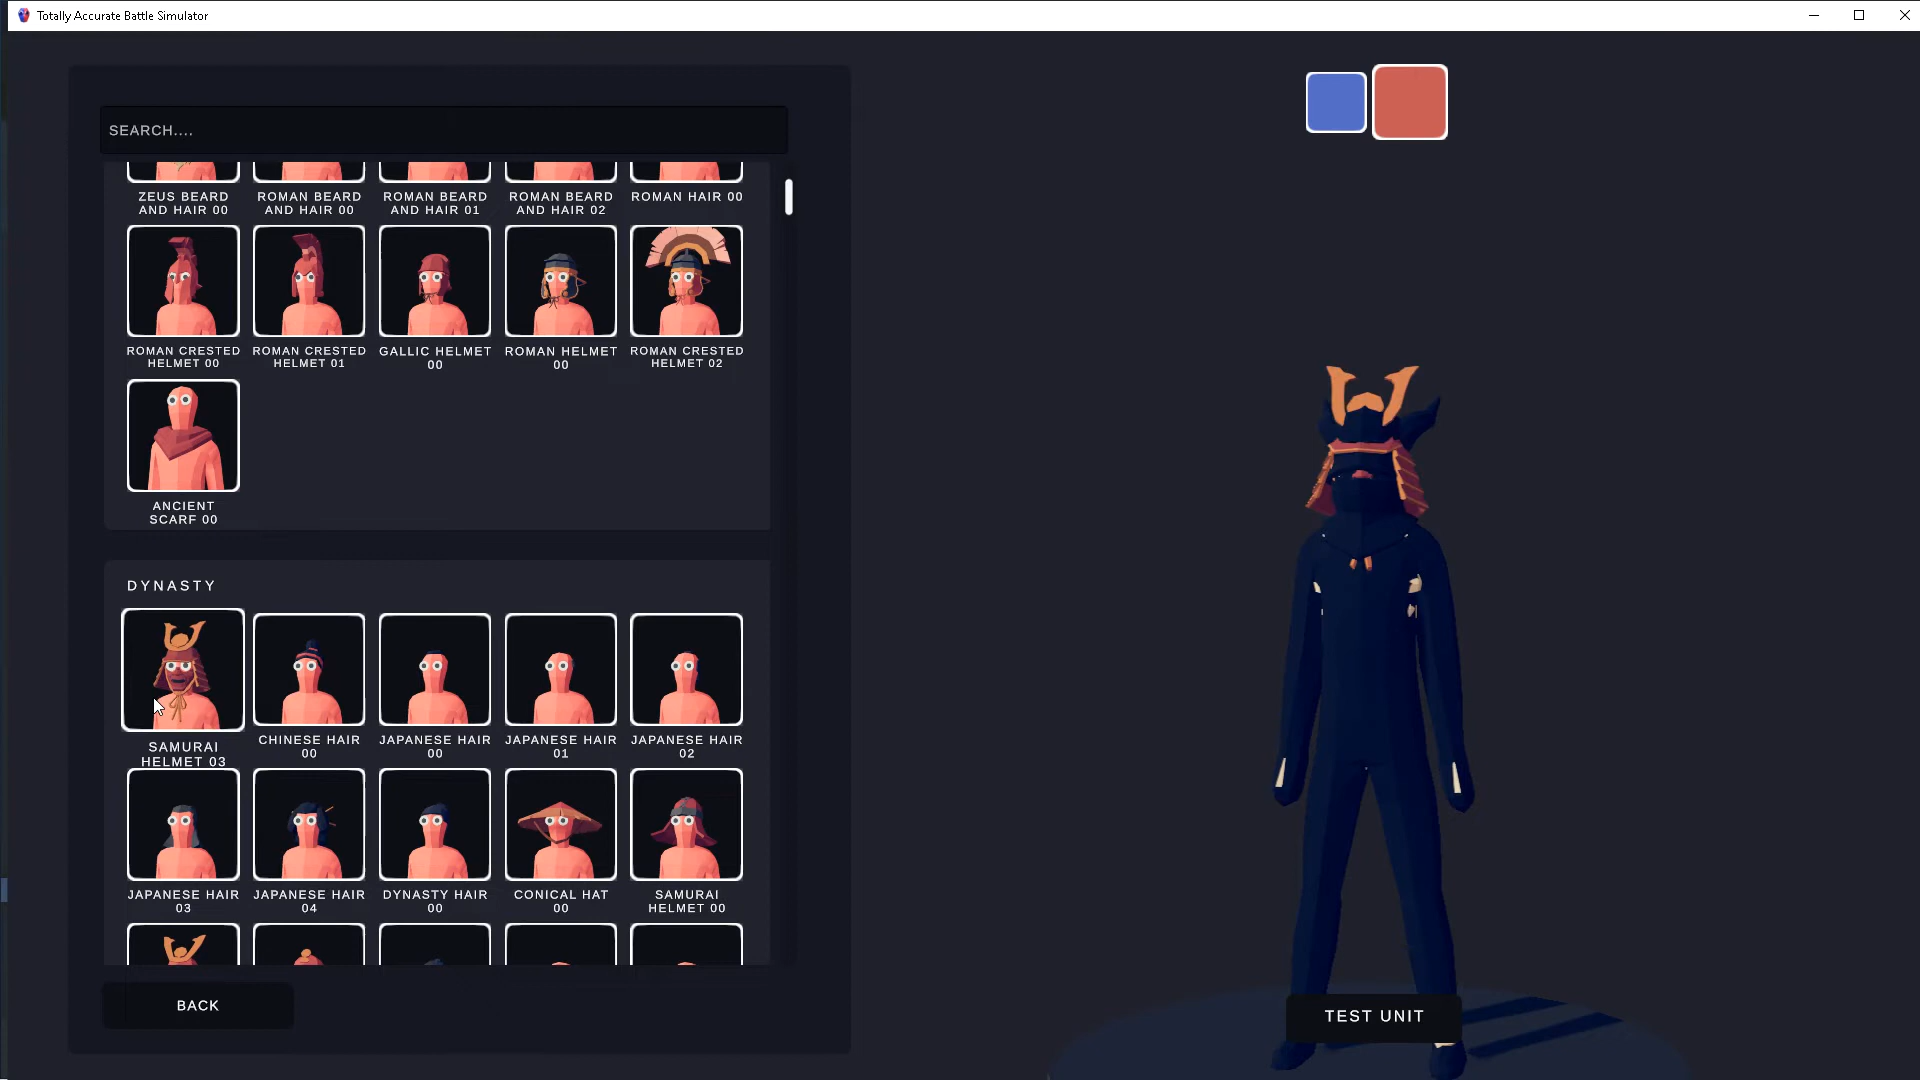 Totally Accurate Battle Simulator
SEARCH....
ZEUS BEARD
AND HAIR 00
ROMAN BEARD
AND HAIR 00
ROMAN BEARD
AND HAIR 01
ROMAN BEARD
AND HAIR 02
ROMAN HAIR 00
ROMAN CRESTED
HELMET 00
ROMAN CRESTED
HELMET 01
GALLIC HELMET
00
ROMAN HELMET
00
ROMAN CRESTED
HELMET 02
ANCIENT
SCARF 00
DYNASTY
SAMURAI
HELMET 03
CHINESE HAIR
00
JAPANESE HAIR
00
JAPANESE HAIR
01
JAPANESE HAIR
02
JAPANESE HAIR
03
JAPANESE HAIR
04
DYNASTY HAIR
00
CONICAL HAT
00
SAMURAI
HELMET 00
BACK
TEST UNIT